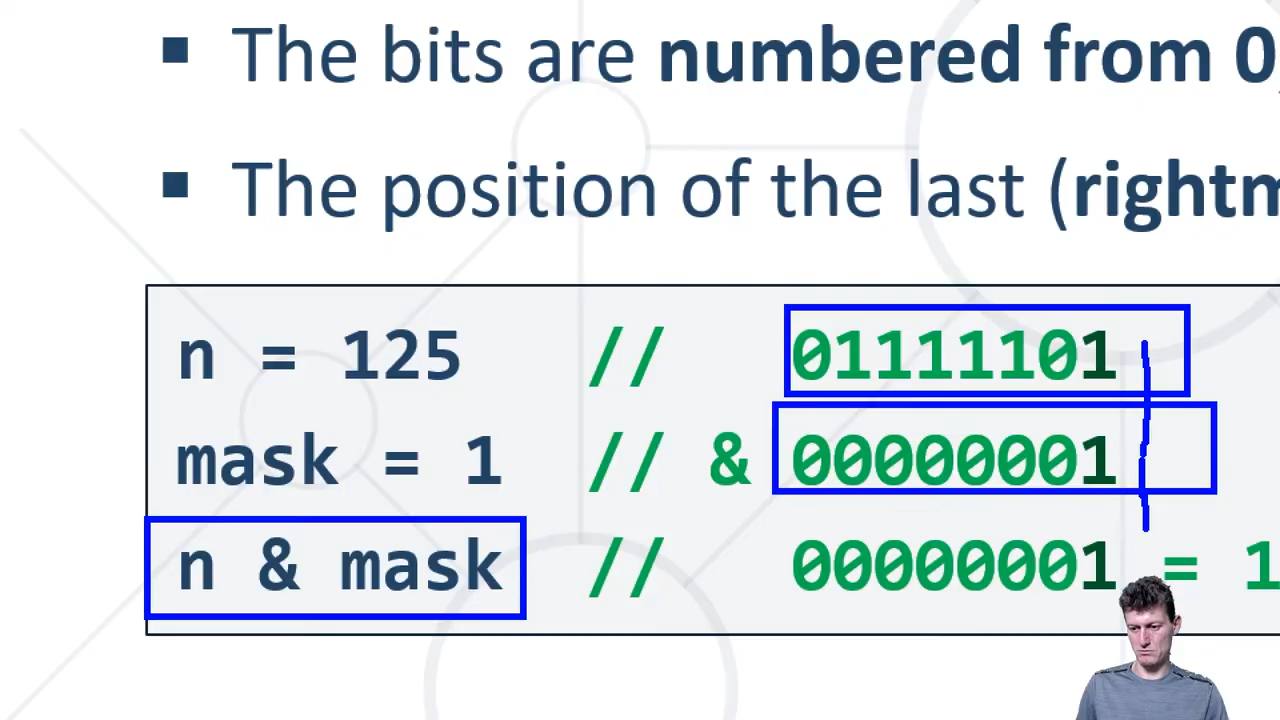 ▪ The bits are numbered from 0,
▪ The position of the last (rightm
n = 125 // 01111101
mask = 1 // & 00000001
n & mask // 00000001 = 1